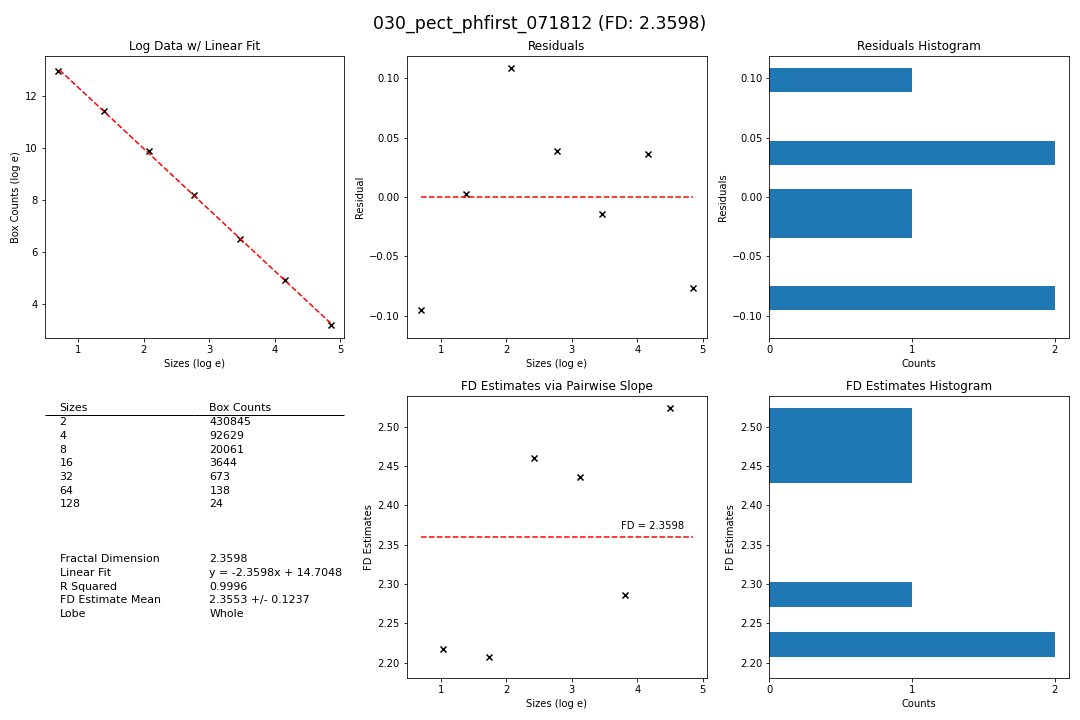 030_pect_phfirst_071812 (FD: 2.3598)
Log Data w/ Linear Fit
Box Counts (log e)
12
10
8
6
4
1 2 3 4 5
Sizes (log e)
Residuals
Residual
0.10
0.05
0.00
−0.05
−0.10
1 2 3 4 5
Sizes (log e)
Residuals Histogram
Residuals
0.10
0.05
0.00
−0.05
−0.10
0 1 2
Counts
Sizes Box Counts
2 430845
4 92629
8 20061
16 3644
32 673
64 138
128 24
Fractal Dimension 2.3598
Linear Fit y = -2.3598x + 14.7048
R Squared 0.9996
FD Estimate Mean 2.3553 +/- 0.1237
Lobe Whole
FD Estimates via Pairwise Slope
FD Estimates
2.50
2.45
2.40
2.35
2.30
2.25
2.20
FD = 2.3598
1 2 3 4 5
Sizes (log e)
FD Estimates Histogram
FD Estimates
2.50
2.45
2.40
2.35
2.30
2.25
2.20
0 1 2
Counts